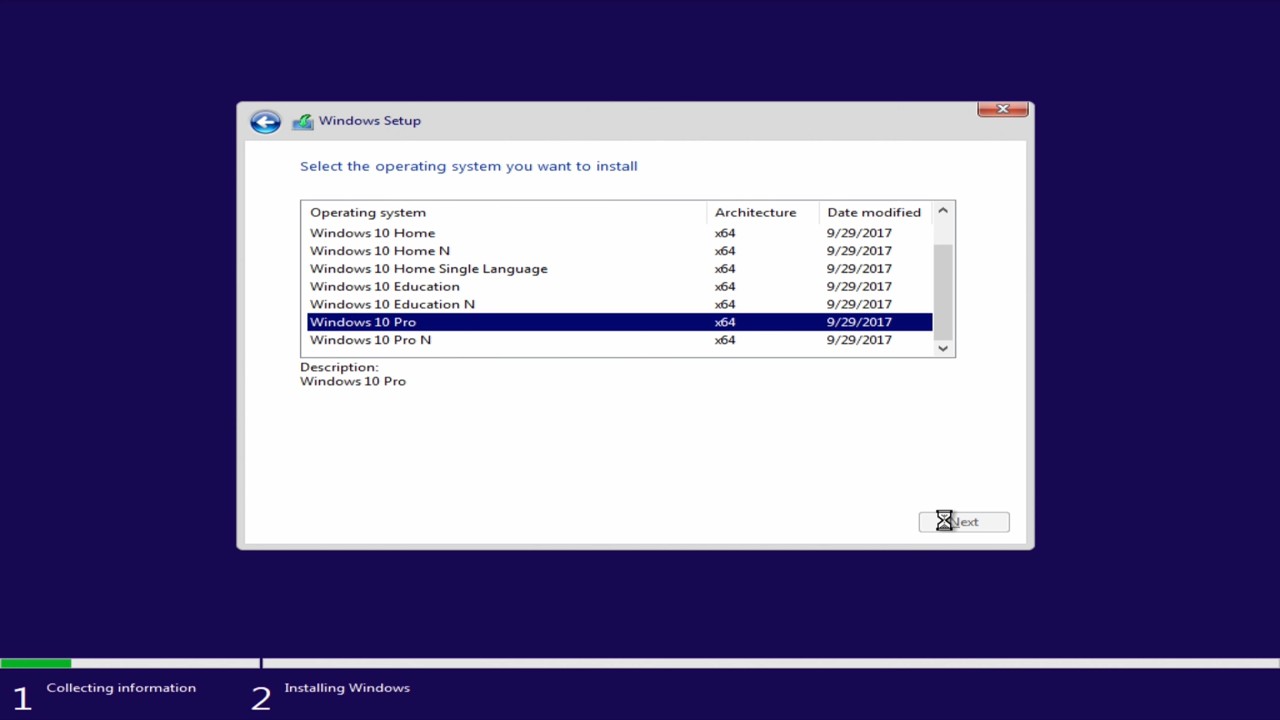 Windows Setup
Select the operating system you want to install
Operating system Architecture Date modified
Windows 10 Home x64 9/29/2017
Windows 10 Home N x64 9/29/2017
Windows 10 Home Single Language x64 9/29/2017
Windows 10 Education x64 9/29/2017
Windows 10 Education N x64 9/29/2017
Windows 10 Pro x64 9/29/2017
Windows 10 Pro N x64 9/29/2017
Description:
Windows 10 Pro
Next
1 Collecting information 2 Installing Windows